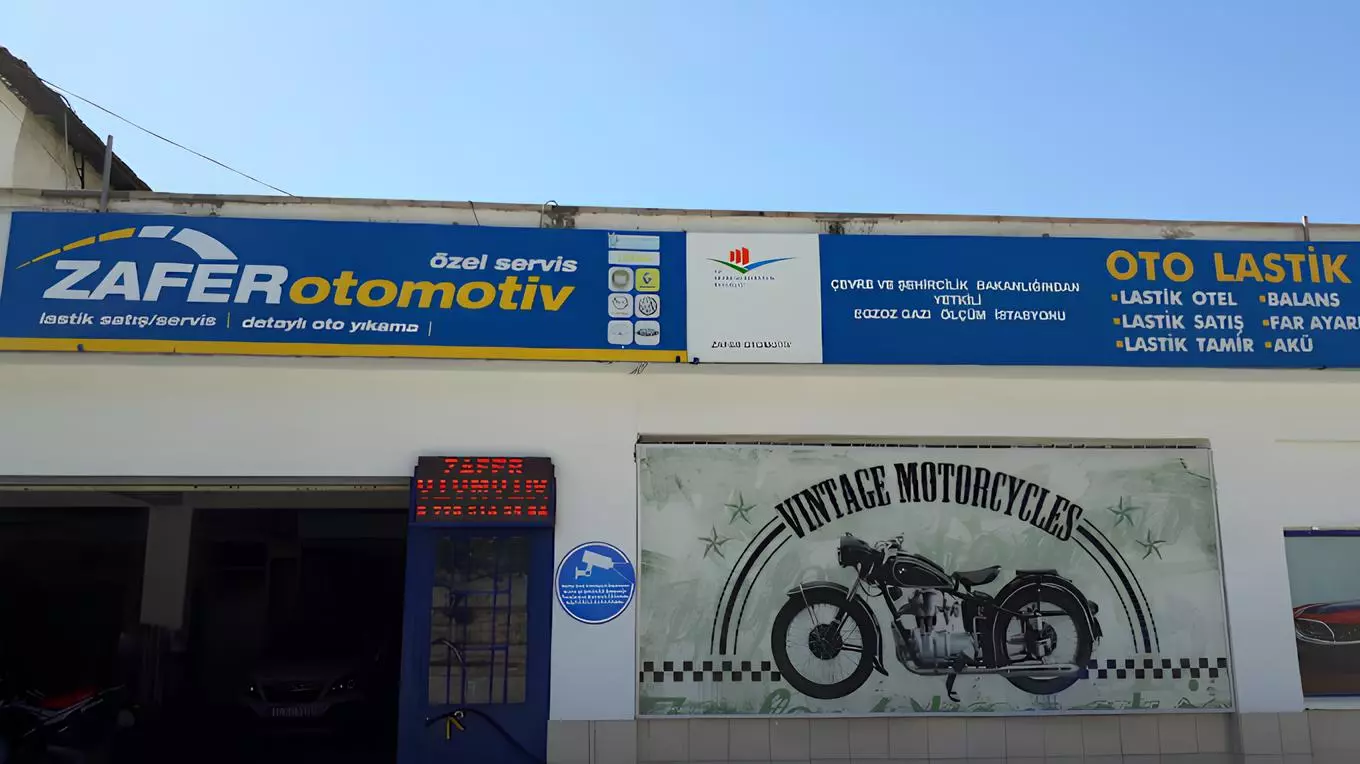 özel servis
ZAFER otomotiv
lastik satış/servis | detaylı oto yıkama |
ÇEVRE VE ŞEHİRCİLİK BAKANLIĞINDAN
YETKİLİ
EGZOZ GAZI ÖLÇÜM İSTASYONU
OTO LASTİK
LASTİK OTEL
BALANS
LASTİK SATIŞ
FAR AYARI
LASTİK TAMİR
AKÜ
ZAFER
VINTAGE MOTORCYCLES